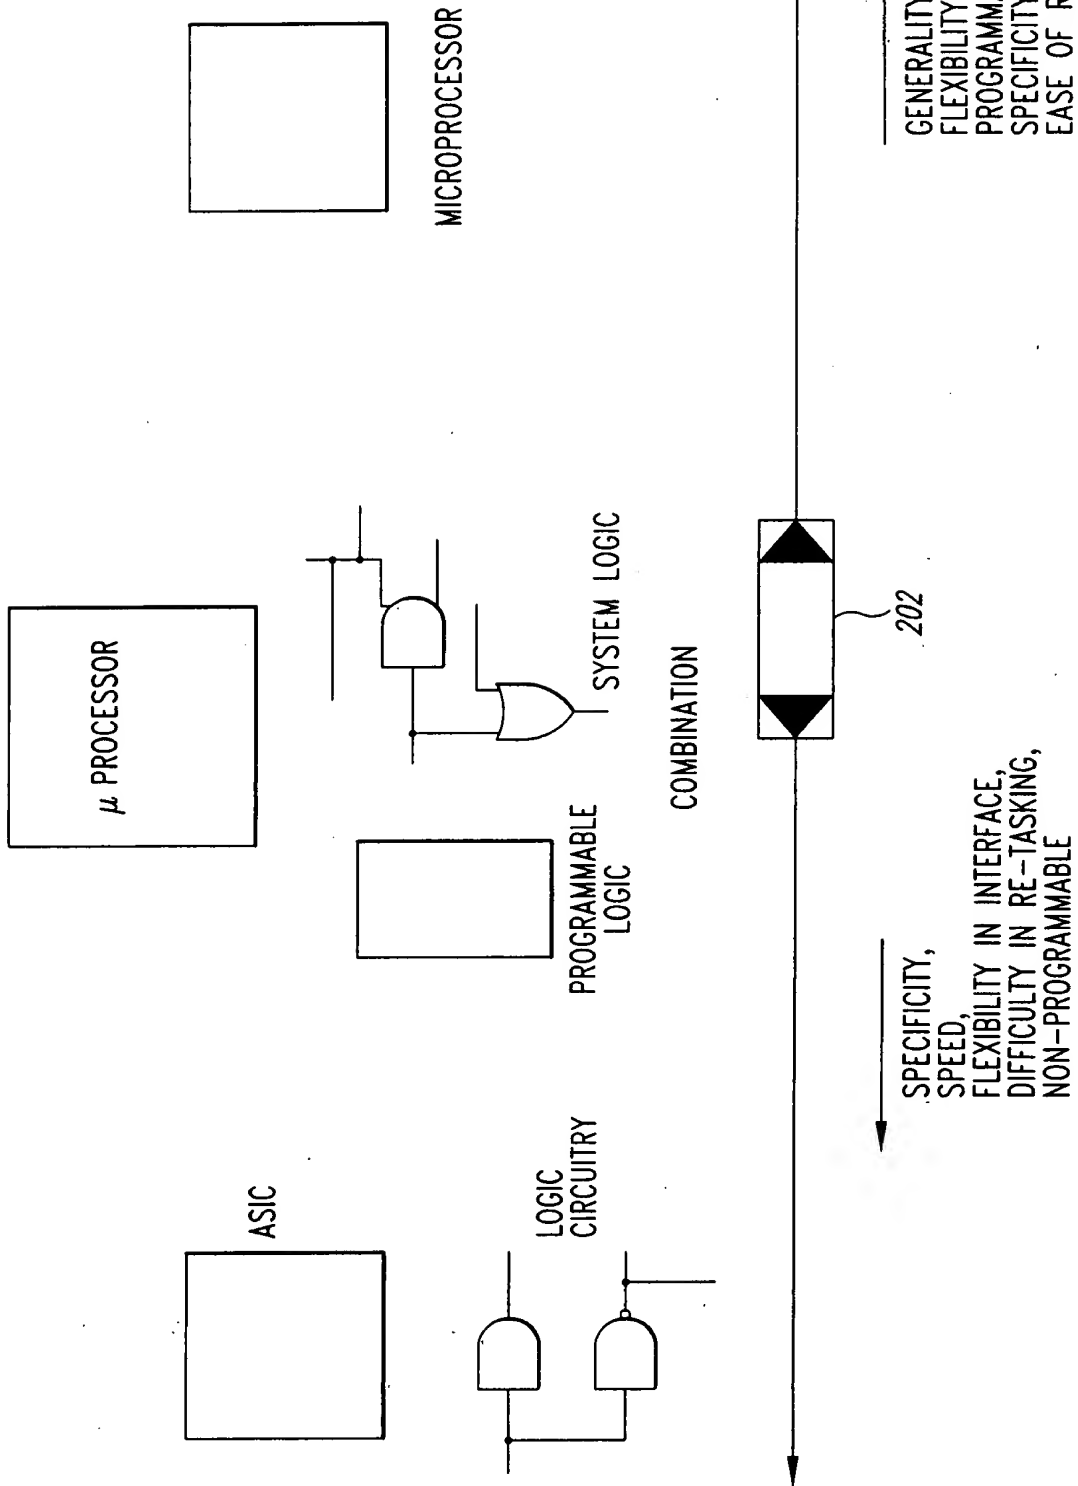 ASIC
LOGIC
CIRCUITRY
μ PROCESSOR
PROGRAMMABLE
LOGIC
SYSTEM LOGIC
COMBINATION
MICROPROCESSOR
202
SPECIFICITY,
SPEED,
FLEXIBILITY IN INTERFACE,
DIFFICULTY IN RE-TASKING,
NON-PROGRAMMABLE
GENERALITY
FLEXIBILITY
SPECIFICITY
EASE OF